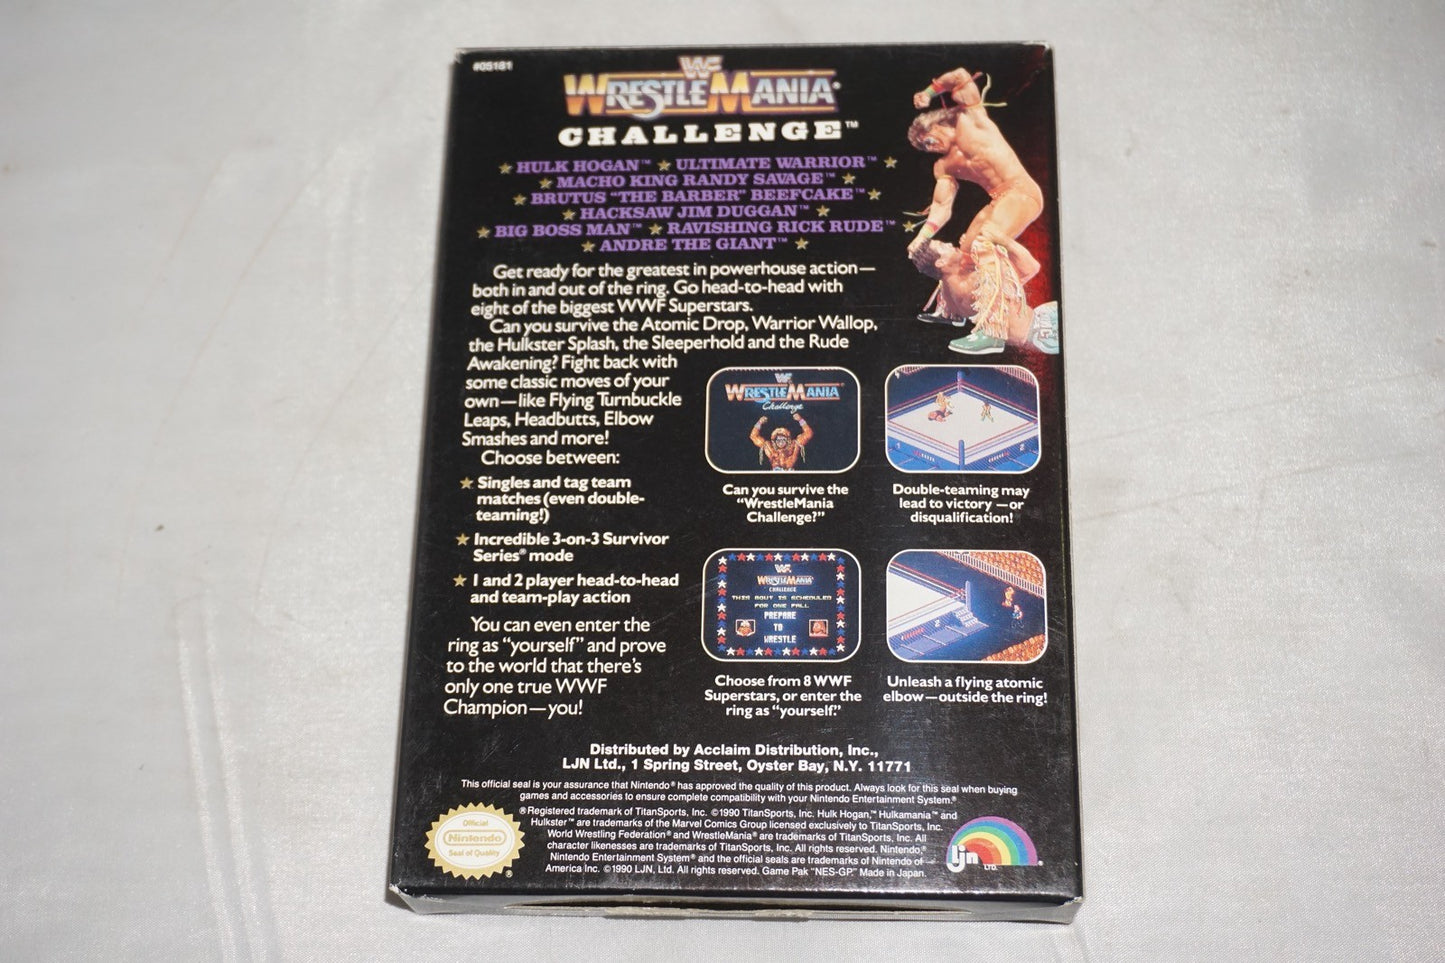 #05181
WF
WRESTLEMANIA®
CHALLENGE™
★ HULK HOGAN™ ★ ULTIMATE WARRIOR™ ★
★ MACHO KING RANDY SAVAGE™ ★
★ BRUTUS "THE BARBER" BEEFCAKE™ ★
★ HACKSAW JIM DUGGAN™ ★
★ BIG BOSS MAN™ ★ RAVISHING RICK RUDE™ ★
★ ANDRE THE GIANT™ ★
Get ready for the greatest in powerhouse action—
both in and out of the ring. Go head-to-head with
eight of the biggest WWF Superstars.
Can you survive the Atomic Drop, Warrior Wallop,
the Hulkster Splash, the Sleeperhold and the Rude
Awakening? Fight back with
some classic moves of your
own—like Flying Turnbuckle
Leaps, Headbutts, Elbow
Smashes and more!
Choose between:
★ Singles and tag team
matches (even double-
teaming!)
★ Incredible 3-on-3 Survivor
Series® mode
★ 1 and 2 player head-to-head
and team-play action
You can even enter the
ring as "yourself" and prove
to the world that there's
only one true WWF
Champion—you!
WF
WRESTLEMANIA
Challenge
Can you survive the
"WrestleMania
Challenge?"
1
2
Double-teaming may
lead to victory—or
disqualification!
WF
WRESTLEMANIA
CHALLENGE
THIS BOUT IS SCHEDULED
FOR ONE FALL
PREPARE
TO
WRESTLE
Choose from 8 WWF
Superstars, or enter the
ring as "yourself."
2
Unleash a flying atomic
elbow—outside the ring!
Distributed by Acclaim Distribution, Inc.,
LJN Ltd., 1 Spring Street, Oyster Bay, N.Y. 11771
This official seal is your assurance that Nintendo® has approved the quality of this product. Always look for this seal when buying
games and accessories to ensure complete compatibility with your Nintendo Entertainment System.®
®Registered trademark of TitanSports, Inc. ©1990 TitanSports, Inc. Hulk Hogan,™ Hulkamania™ and
Hulkster™ are trademarks of the Marvel Comics Group licensed exclusively to TitanSports, Inc.
World Wrestling Federation® and WrestleMania® are trademarks of TitanSports, Inc. All
character likenesses are trademarks of TitanSports, Inc. All rights reserved. Nintendo,®
Nintendo Entertainment System® and the official seals are trademarks of Nintendo of
America Inc. ©1990 LJN, Ltd. All rights reserved. Game Pak "NES-GP." Made in Japan.
Official
Nintendo
Seal of Quality
®
ljn
LTD.
®